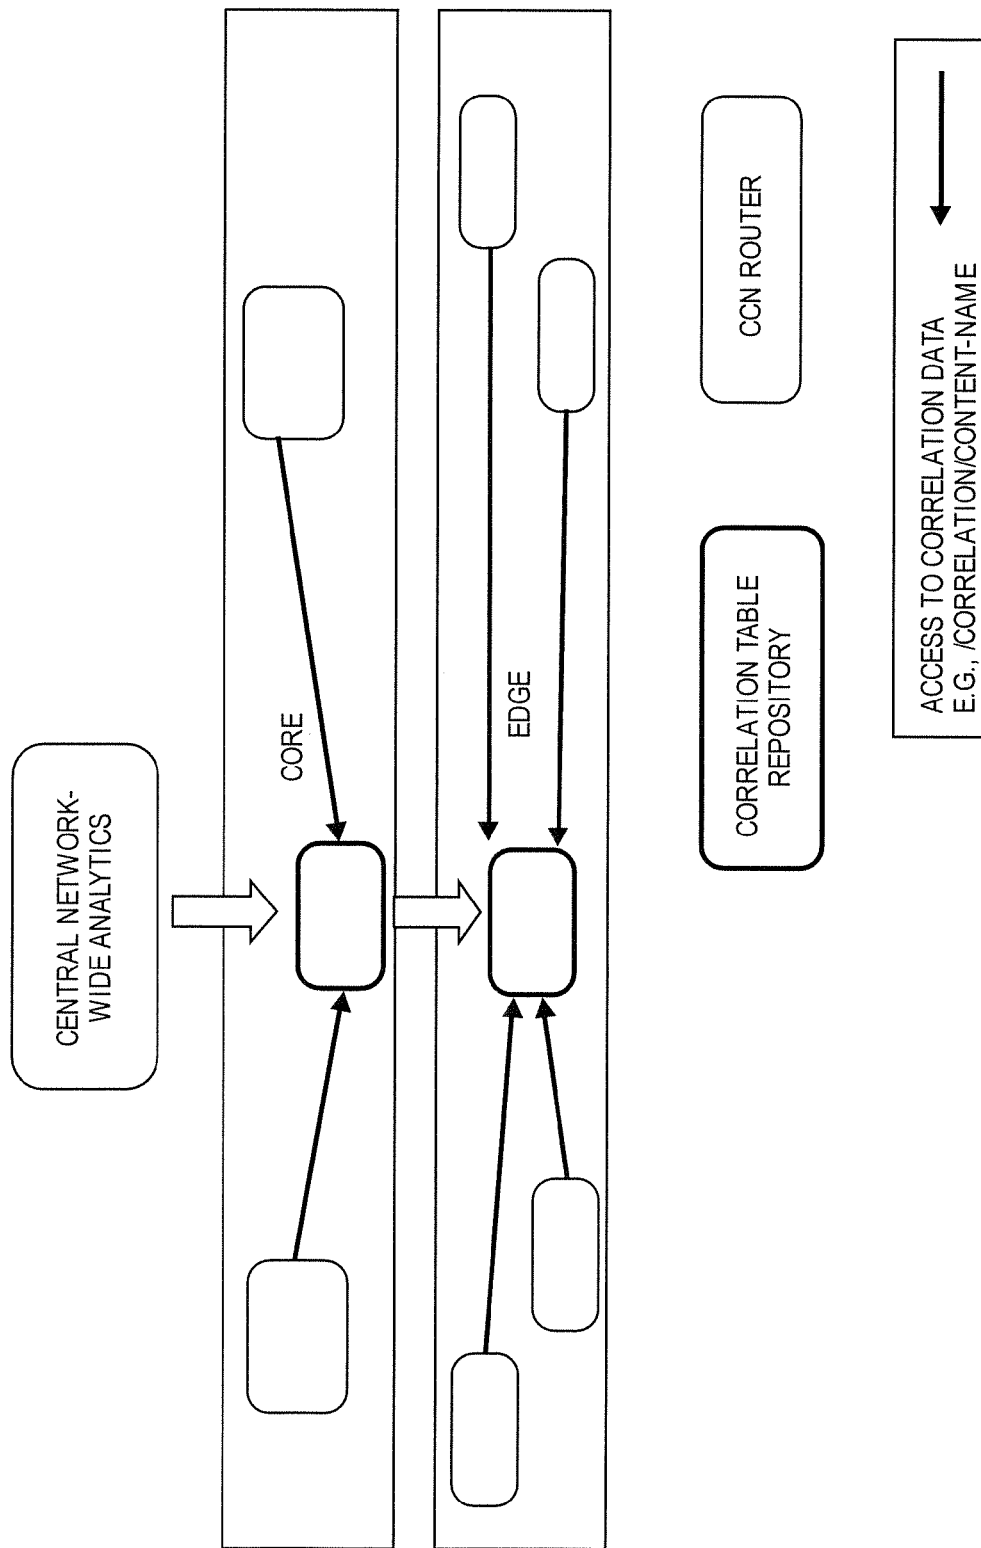 CENTRAL NETWORK-
WIDE ANALYTICS
CORE
EDGE
CORRELATION TABLE
REPOSITORY
CCN ROUTER
ACCESS TO CORRELATION DATA
E.G., /CORRELATION/CONTENT-NAME